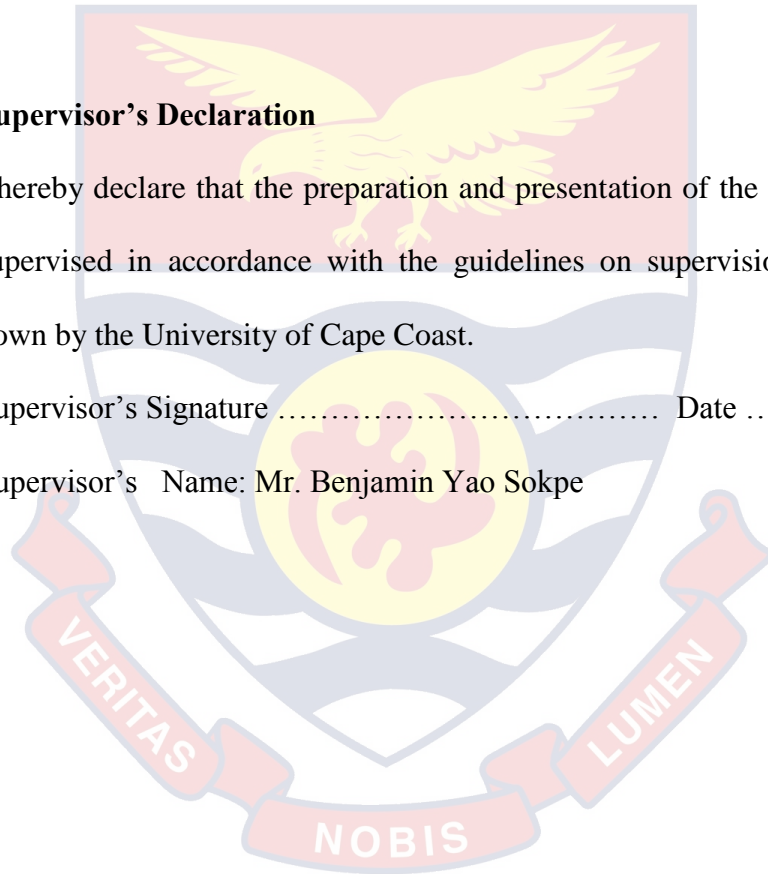 upervisor’s Declaration
hereby declare that the preparation and presentation of the
upervised in accordance with the guidelines on supervisio
own by the University of Cape Coast.
upervisor’s Signature ……………………………… Date …
upervisor’s Name: Mr. Benjamin Yao Sokpe
VERITAS NOBIS LUMEN